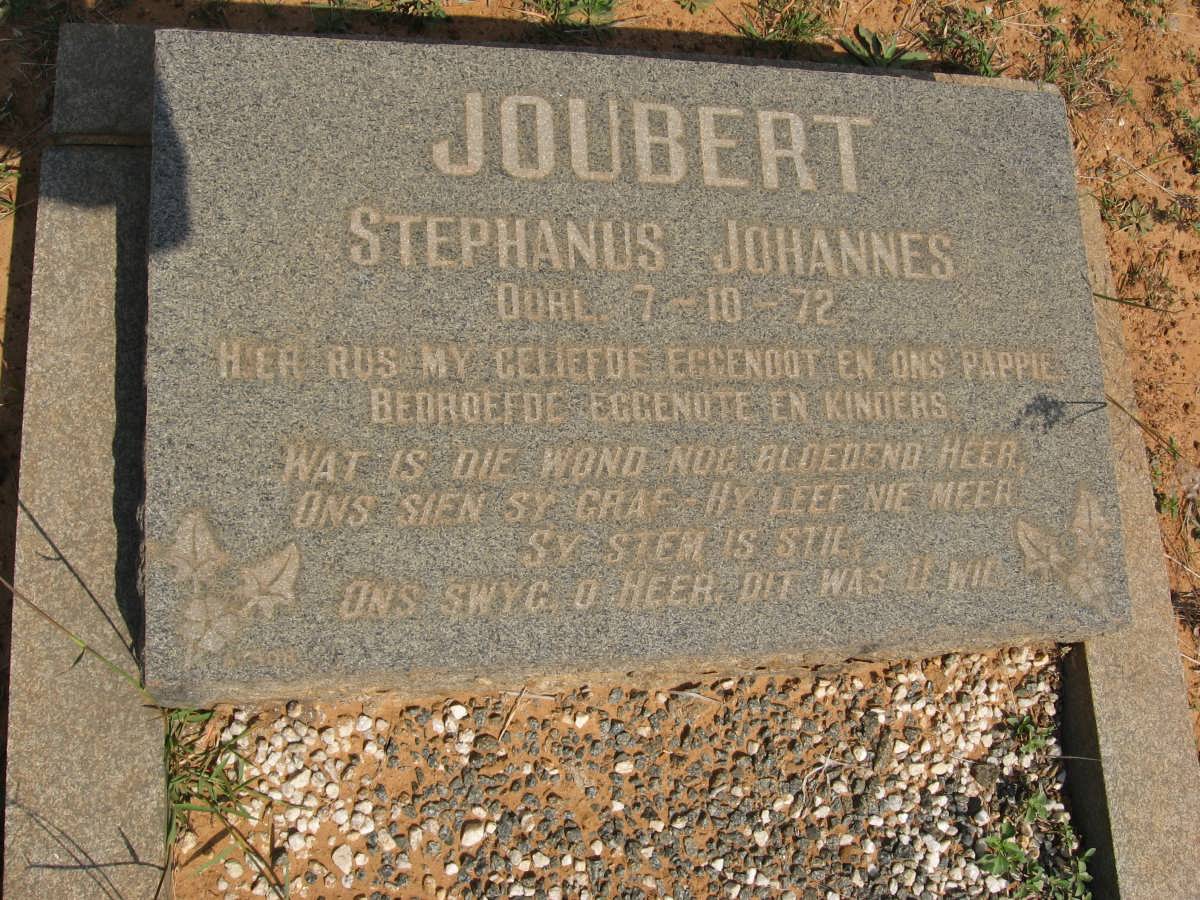 JOUBERT
STEPHANUS JOHANNES
OORL. 7-10-72.
HIER RUS MY GELIEFDE EGGENOOT EN ONS PAPPIE.
BEDROEFDE EGGENOTE EN KINDERS.
WAT IS DIE WOND NOG BLOEDEND HEER,
ONS SIEN SY GRAF - HY LEEF NIE MEER
SY STEM IS STIL,
ONS SWYG, O HEER, DIT WAS U WIL.